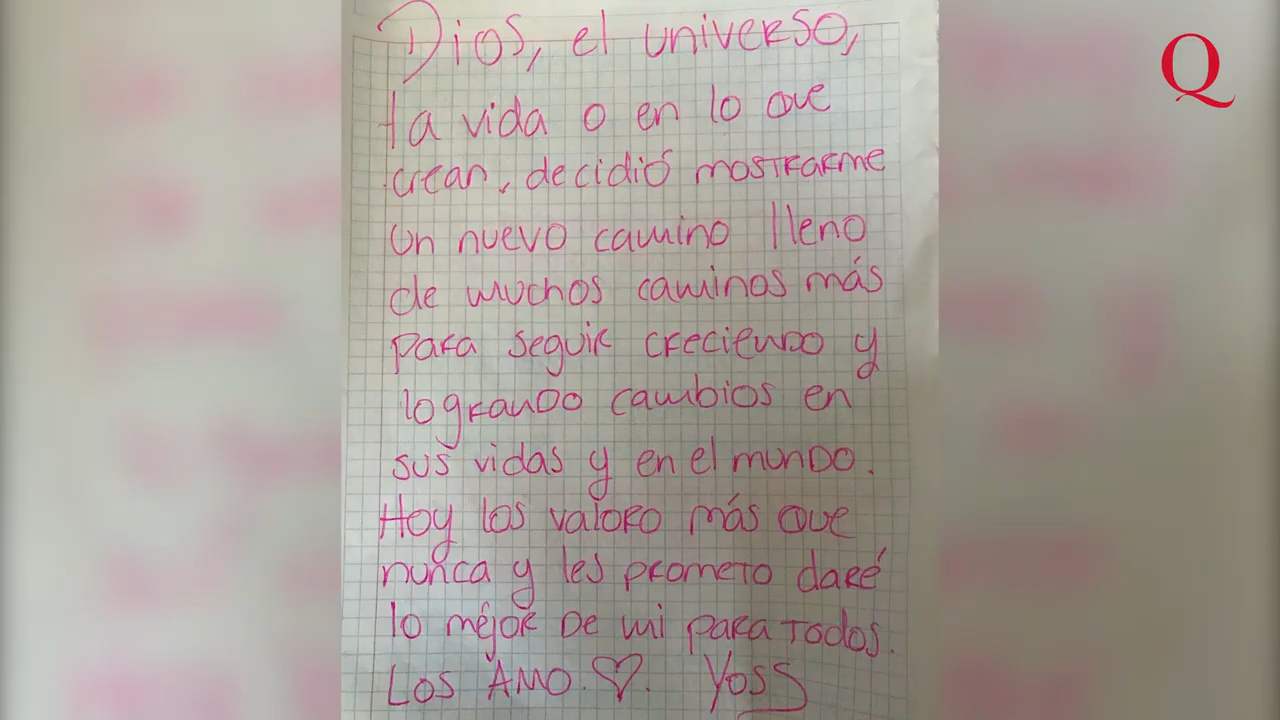 Dios, el universo,
la vida o en lo que
crean, decidió mostrarme
un nuevo camino lleno
de muchos caminos más
para seguir creciendo y
logrando cambios en
sus vidas y en el mundo.
Hoy los valoro más que
nunca y les prometo daré
lo méjor de mi para todos.
Los AMO ♡. Yoss
Q